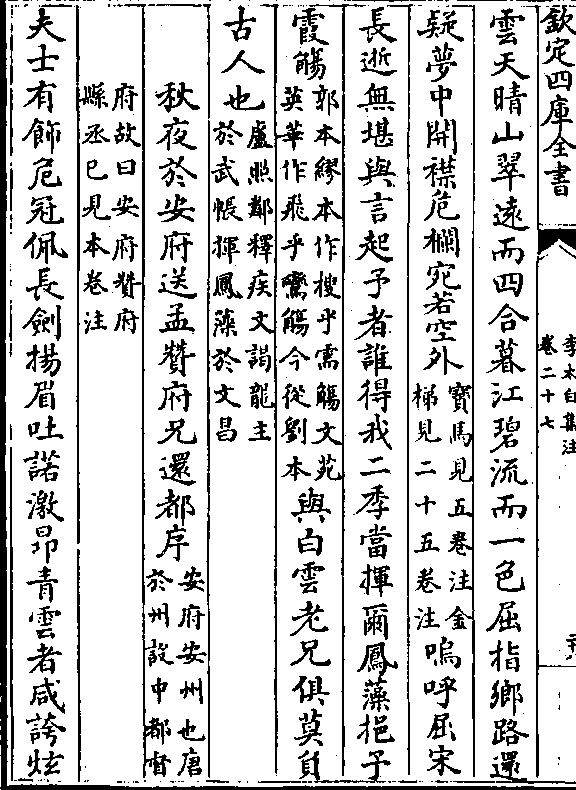 欽定四庫全書
李太白集注
卷二十七
雲天晴山翠遠而四合暮江碧流而一色屈指鄉路還
疑夢中開襟危欄宛若空外寶馬見五卷注金梯見二十五卷注嗚呼屈宋
長逝無堪與言起予者誰得我二季當揮爾鳳藻挹予
霞觴郭本繆本作搜乎需觴文苑英華作飛乎鸞觴今從劉本與白雲老兄俱莫負
古人也盧照鄰釋疾文謁龍主於武帳揮鳳藻於文昌
秋夜於安府送孟贊府兄還都序安府安州也唐於州設中都督
府故曰安府贊府縣丞已見本卷注
夫士有飾危冠佩長劍揚眉吐諾激昂青雲者咸誇炫